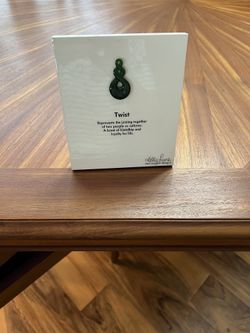 Twist
Represents the joining together
of two people or cultures.
A bond of friendship and
loyalty for life.